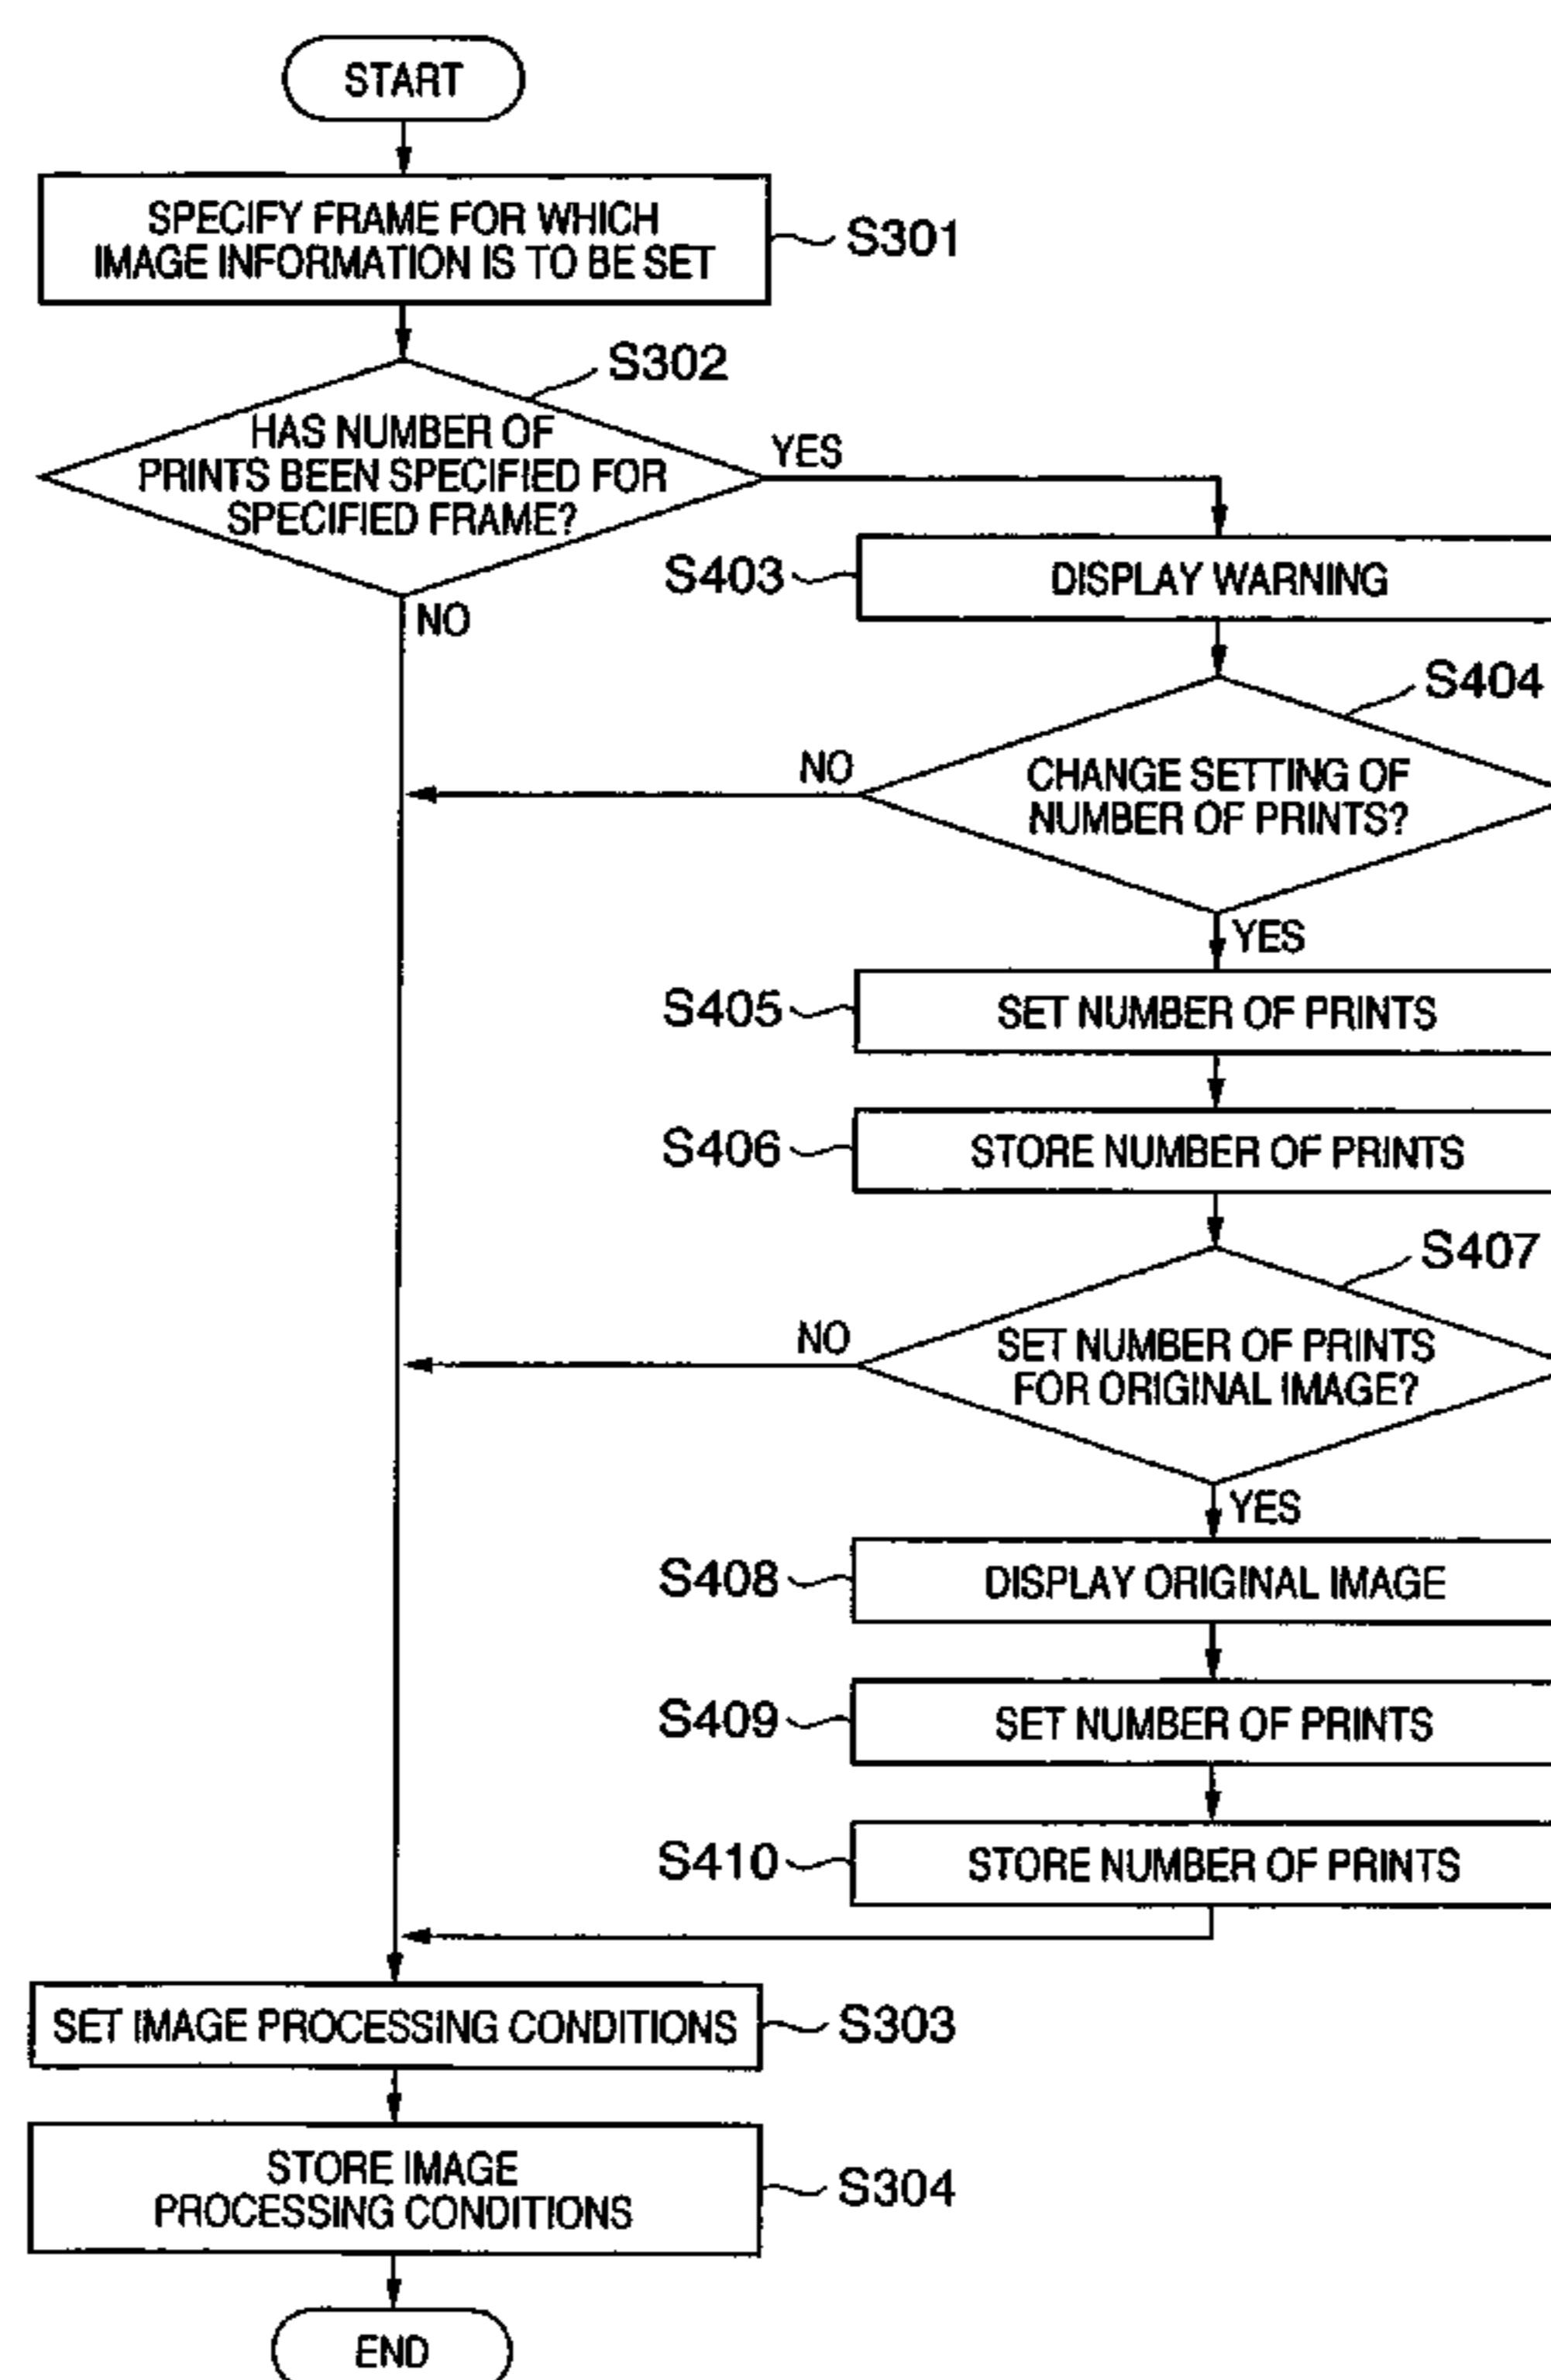 START
SPECIFY FRAME FOR WHICH
IMAGE INFORMATION IS TO BE SET
S301
S302
HAS NUMBER OF
PRINTS BEEN SPECIFIED FOR
SPECIFIED FRAME?
YES
NO
S403
DISPLAY WARNING
S404
NO
CHANGE SETTING OF
NUMBER OF PRINTS?
YES
S405
SET NUMBER OF PRINTS
S406
STORE NUMBER OF PRINTS
S407
NO
SET NUMBER OF PRINTS
FOR ORIGINAL IMAGE?
YES
S408
DISPLAY ORIGINAL IMAGE
S409
SET NUMBER OF PRINTS
S410
STORE NUMBER OF PRINTS
SET IMAGE PROCESSING CONDITIONS
S303
STORE IMAGE
PROCESSING CONDITIONS
S304
END